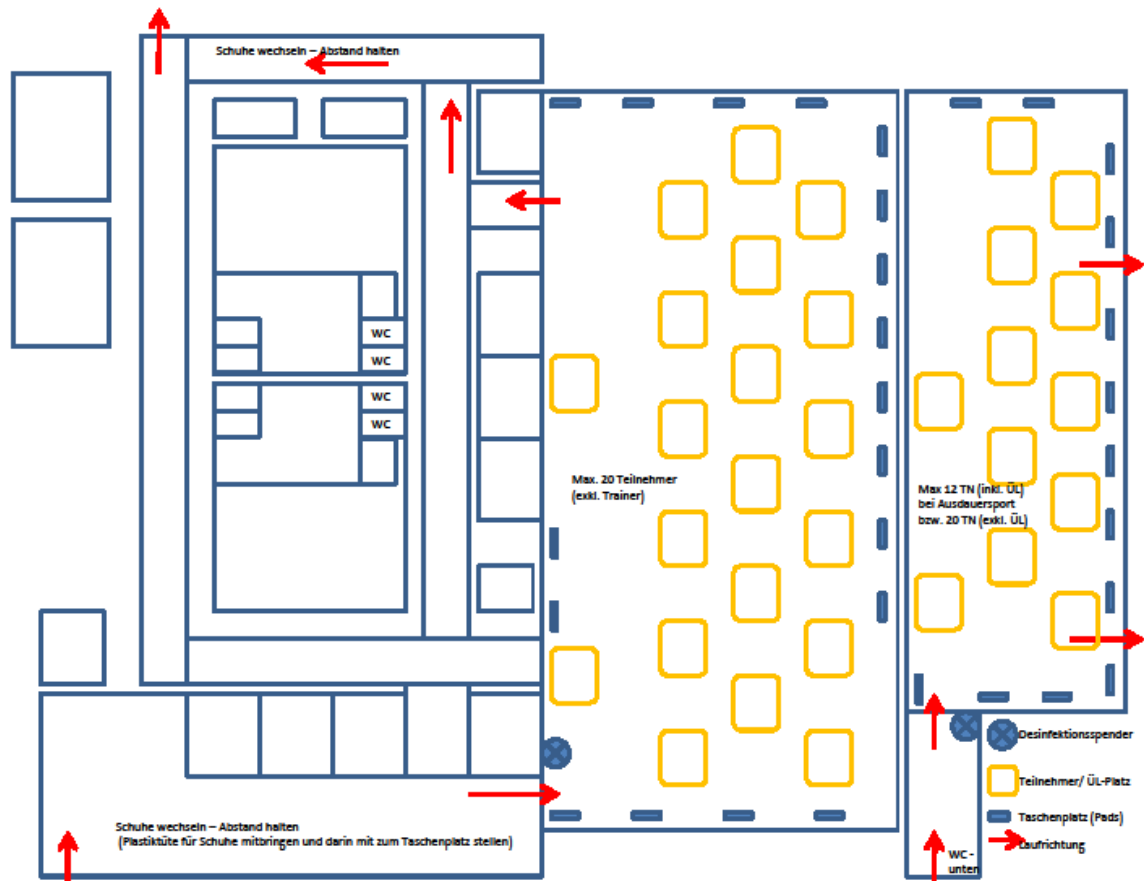 Schuhe wechseln – Abstand halten
WC
WC
WC
WC
Max. 20 Teilnehmer
(exkl. Trainer)
Max 12 TN (inkl. ÜL)
bei Ausdauersport
bzw. 20 TN (exkl. ÜL)
Desinfektionsspender
Teilnehmer/ ÜL-Platz
Taschenplatz (Pads)
Laufrichtung
WC -
unten
Schuhe wechseln – Abstand halten
(Plastiktüte für Schuhe mitbringen und darin mit zum Taschenplatz stellen)